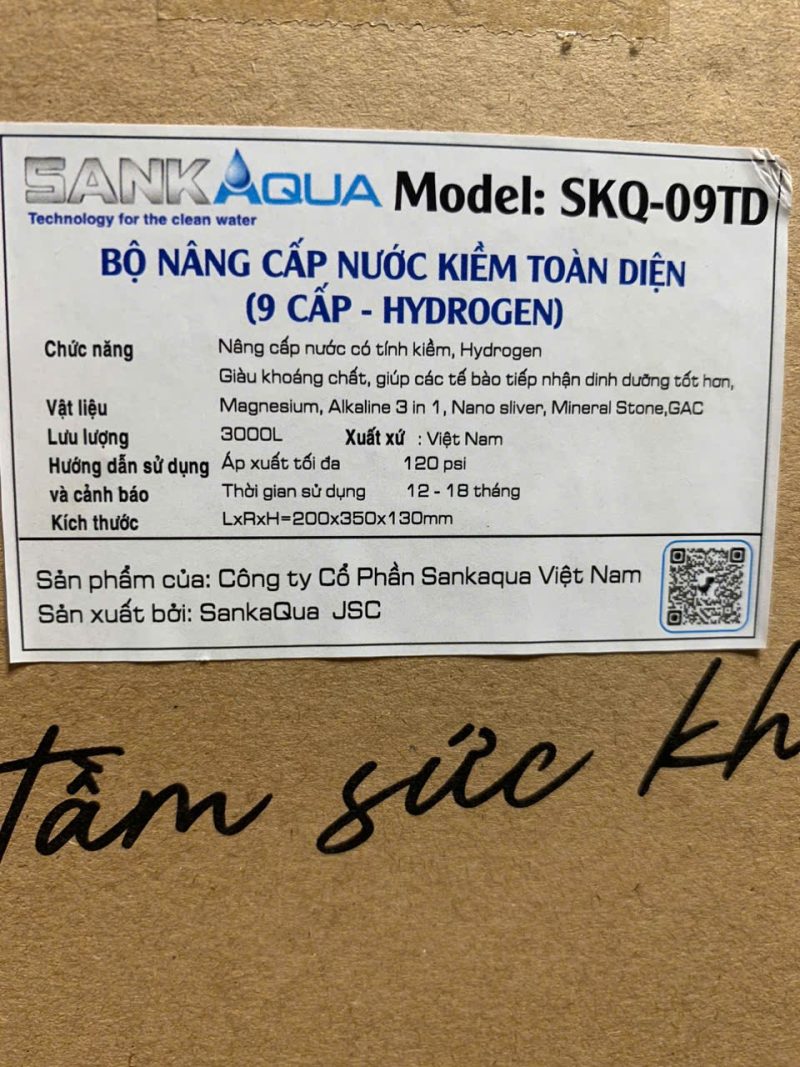 SANKAQUA Model: SKQ-09TD
Technology for the clean water
BỘ NÂNG CẤP NƯỚC KIỀM TOÀN DIỆN
(9 CẤP - HYDROGEN)
Chức năng Nâng cấp nước có tính kiềm, Hydrogen
Giàu khoáng chất, giúp các tế bào tiếp nhận dinh dưỡng tốt hơn,
Vật liệu Magnesium, Alkaline 3 in 1, Nano sliver, Mineral Stone,GAC
Lưu lượng 3000L Xuất xứ : Việt Nam
Hướng dẫn sử dụng Áp xuất tối đa 120 psi
và cảnh báo Thời gian sử dụng 12 - 18 tháng
Kích thước LxRxH=200x350x130mm
Sản phẩm của: Công ty Cổ Phần Sankaqua Việt Nam
Sản xuất bởi: SankaQua JSC
tầm sức kh